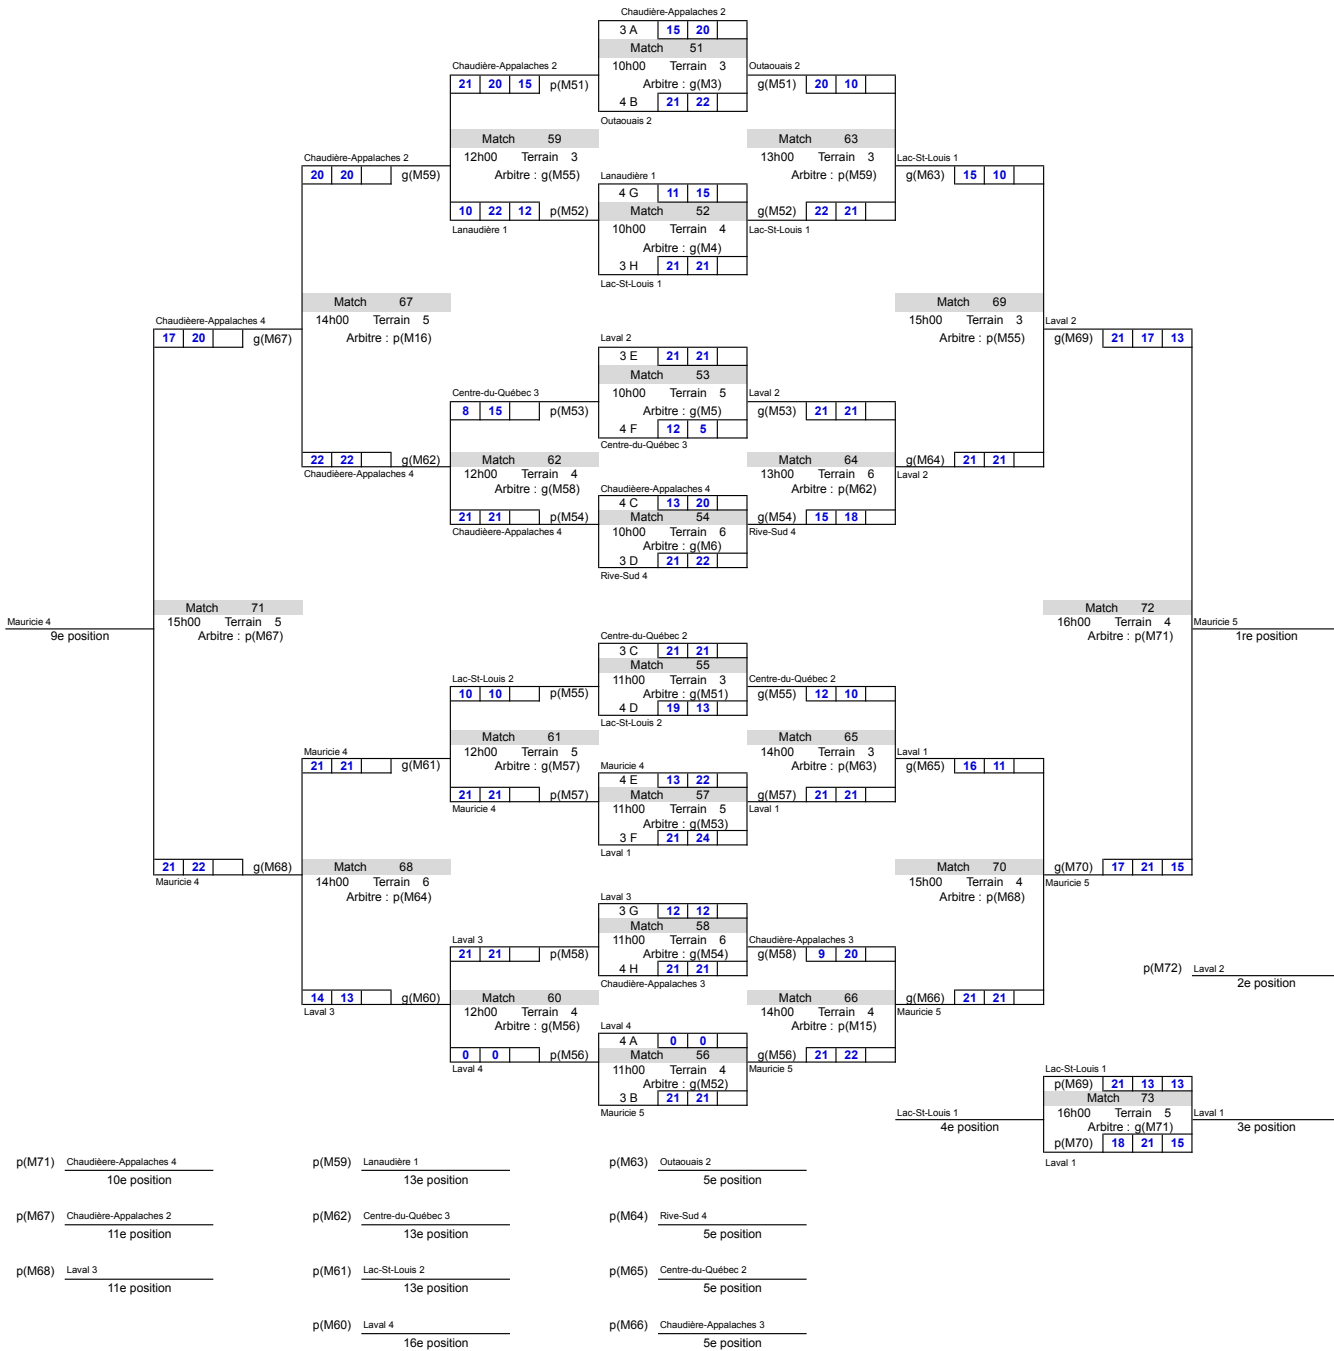 Chaudière-Appalaches 2
3 A 15 20
Match 51
Chaudière-Appalaches 2 10h00 Terrain 3 Outaouais 2
21 20 15 p(M51) Arbitre : g(M3) g(M51) 20 10
4 B 21 22
Outaouais 2
Match 59 Match 63
Chaudière-Appalaches 2 12h00 Terrain 3 13h00 Terrain 3 Lac-St-Louis 1
20 20 g(M59) Arbitre : g(M55) Lanaudière 1 Arbitre : p(M59) g(M63) 15 10
4 G 11 15
10 22 12 p(M52) Match 52 g(M52) 22 21
Lanaudière 1 10h00 Terrain 4 Lac-St-Louis 1
Arbitre : g(M4)
3 H 21 21
Lac-St-Louis 1
Match 67 Match 69
Chaudièere-Appalaches 4 14h00 Terrain 5 15h00 Terrain 3 Laval 2
17 20 g(M67) Arbitre : p(M16) Laval 2 Arbitre : p(M55) g(M69) 21 17 13
3 E 21 21
Match 53
Centre-du-Québec 3 10h00 Terrain 5 Laval 2
8 15 p(M53) Arbitre : g(M5) g(M53) 21 21
4 F 12 5
Centre-du-Québec 3
22 22 g(M62) Match 62 Match 64 g(M64) 21 21
Chaudièere-Appalaches 4 12h00 Terrain 4 13h00 Terrain 6 Laval 2
Arbitre : g(M58) Chaudièere-Appalaches 4 Arbitre : p(M62)
4 C 13 20
21 21 p(M54) Match 54 g(M54) 15 18
Chaudièere-Appalaches 4 10h00 Terrain 6 Rive-Sud 4
Arbitre : g(M6)
3 D 21 22
Rive-Sud 4
Match 71 Match 72
Mauricie 4 15h00 Terrain 5 16h00 Terrain 4 Mauricie 5
9e position Arbitre : p(M67) Centre-du-Québec 2 Arbitre : p(M71) 1re position
3 C 21 21
Match 55
Lac-St-Louis 2 11h00 Terrain 3 Centre-du-Québec 2
10 10 p(M55) Arbitre : g(M51) g(M55) 12 10
4 D 19 13
Lac-St-Louis 2
Match 61 Match 65
Mauricie 4 12h00 Terrain 5 14h00 Terrain 3 Laval 1
21 21 g(M61) Arbitre : g(M57) Mauricie 4 Arbitre : p(M63) g(M65) 16 11
4 E 13 22
21 21 p(M57) Match 57 g(M57) 21 21
Mauricie 4 11h00 Terrain 5 Laval 1
Arbitre : g(M53)
3 F 21 24
Laval 1
21 22 g(M68) Match 68 Match 70 g(M70) 17 21 15
Mauricie 4 14h00 Terrain 6 15h00 Terrain 4 Mauricie 5
Arbitre : p(M64) Laval 3 Arbitre : p(M68)
3 G 12 12
Match 58
Laval 3 11h00 Terrain 6 Chaudière-Appalaches 3
21 21 p(M58) Arbitre : g(M54) g(M58) 9 20
4 H 21 21 p(M72) Laval 2
Chaudière-Appalaches 3 2e position
14 13 g(M60) Match 60 Match 66 g(M66) 21 21
Laval 3 12h00 Terrain 4 14h00 Terrain 4 Mauricie 5
Arbitre : g(M56) Laval 4 Arbitre : p(M15)
4 A 0 0
0 0 p(M56) Match 56 g(M56) 21 22
Laval 4 11h00 Terrain 4 Mauricie 5 Lac-St-Louis 1
Arbitre : g(M52) p(M69) 21 13 13
3 B 21 21 Match 73
Mauricie 5 Lac-St-Louis 1 16h00 Terrain 5 Laval 1
4e position Arbitre : g(M71) 3e position
p(M70) 18 21 15
Laval 1
p(M71) Chaudièere-Appalaches 4 p(M59) Lanaudière 1 p(M63) Outaouais 2
10e position 13e position 5e position
p(M67) Chaudière-Appalaches 2 p(M62) Centre-du-Québec 3 p(M64) Rive-Sud 4
11e position 13e position 5e position
p(M68) Laval 3 p(M61) Lac-St-Louis 2 p(M65) Centre-du-Québec 2
11e position 13e position 5e position
p(M60) Laval 4 p(M66) Chaudière-Appalaches 3
16e position 5e position